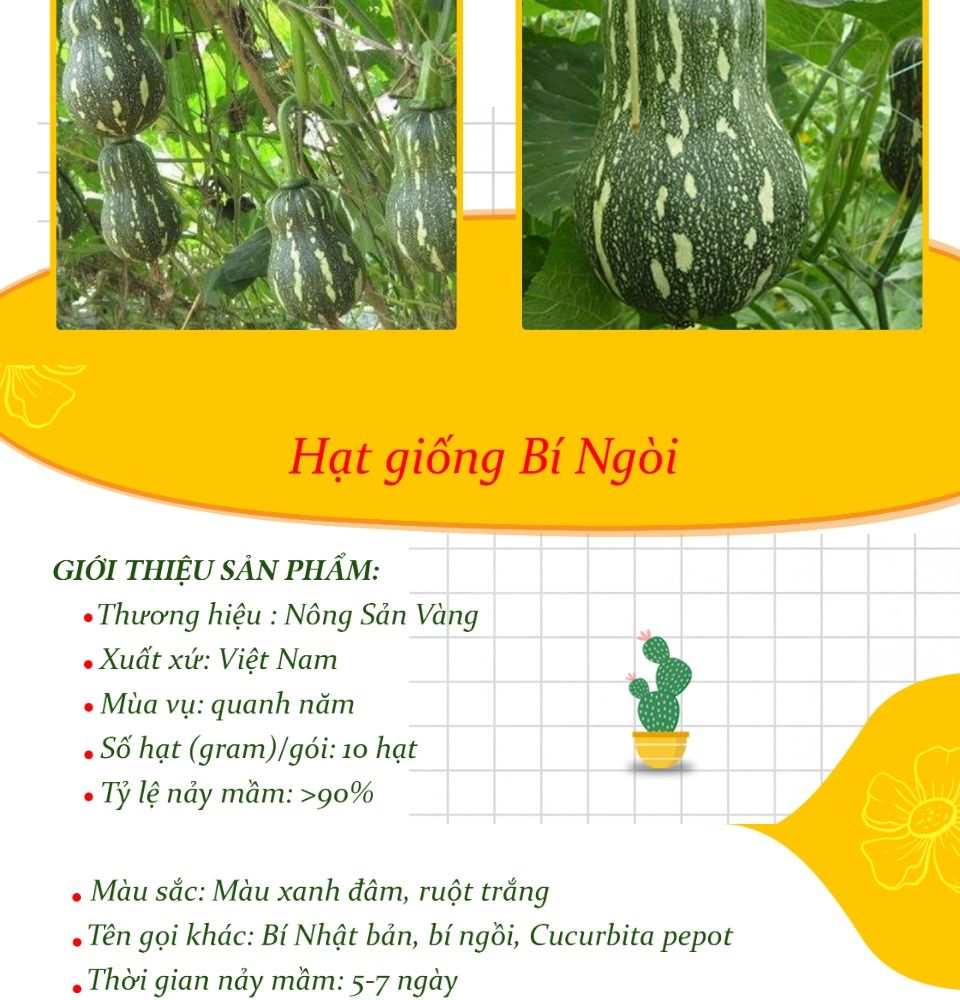 Hạt giống Bí Ngòi
GIỚI THIỆU SẢN PHẨM:
•Thương hiệu : Nông Sản Vàng
• Xuất xứ: Việt Nam
• Mùa vụ: quanh năm
• Số hạt (gram)/gói: 10 hạt
• Tỷ lệ nảy mầm: >90%
• Màu sắc: Màu xanh đâm, ruột trắng
• Tên gọi khác: Bí Nhật bản, bí ngồi, Cucurbita pepot
• Thời gian nảy mầm: 5-7 ngày